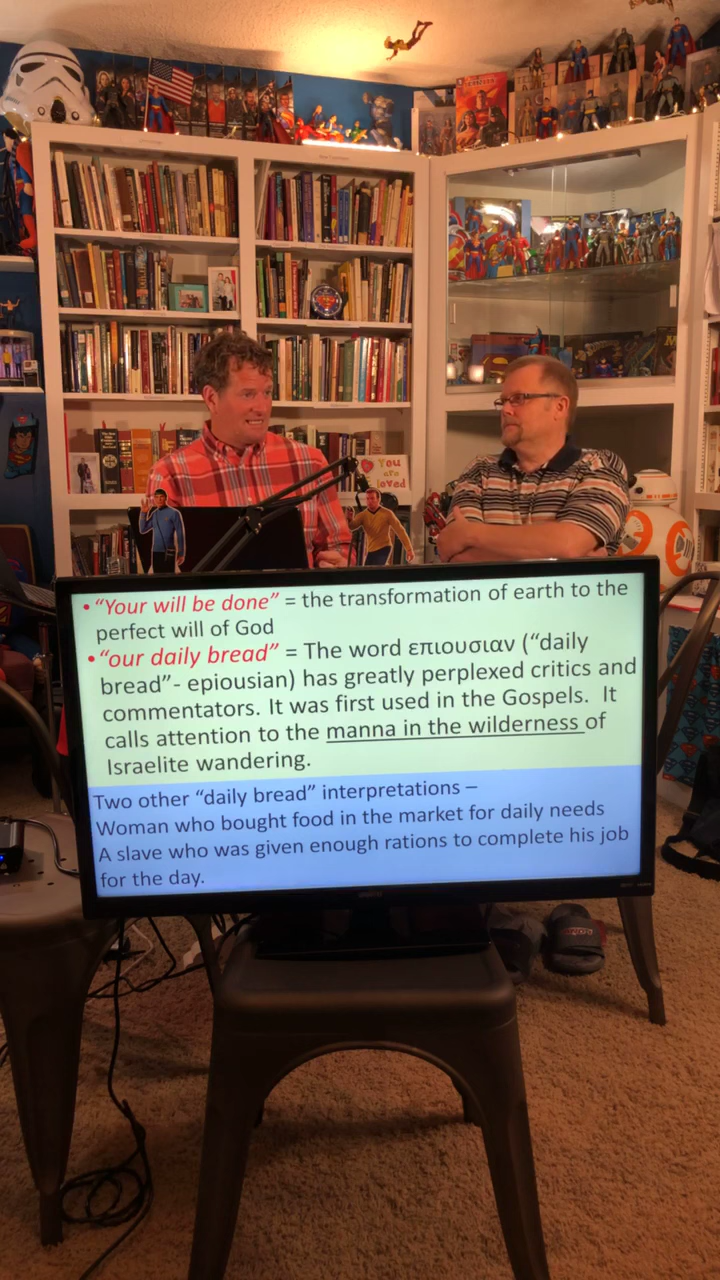 You
are
loved
• "Your will be done" = the transformation of earth to the
perfect will of God
• "our daily bread" = The word επιουσιαν ("daily
bread"- epiousian) has greatly perplexed critics and
commentators. It was first used in the Gospels. It
calls attention to the manna in the wilderness of
Israelite wandering.
Two other "daily bread" interpretations –
Woman who bought food in the market for daily needs
A slave who was given enough rations to complete his job
for the day.